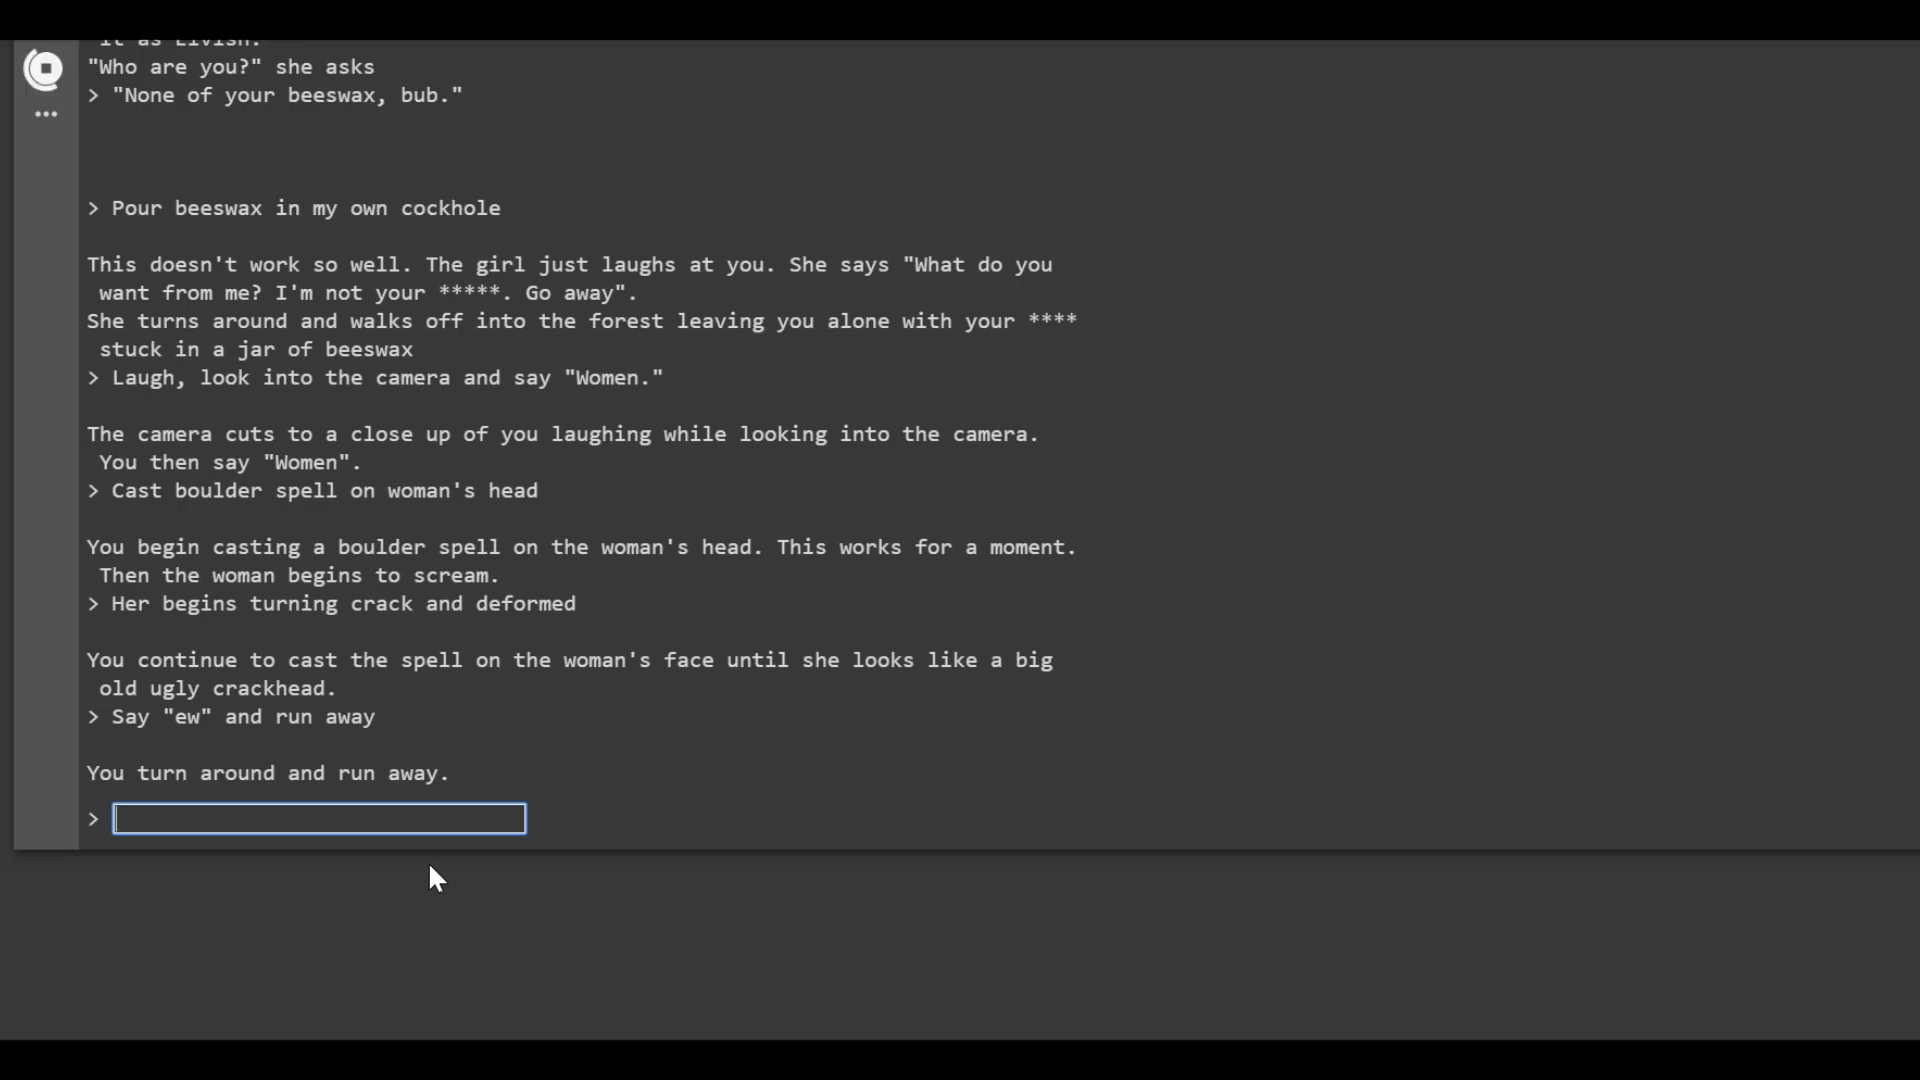 it as Elvish.
"Who are you?" she asks
> "None of your beeswax, bub."
> Pour beeswax in my own cockhole
This doesn't work so well. The girl just laughs at you. She says "What do you
want from me? I'm not your *****. Go away".
She turns around and walks off into the forest leaving you alone with your ****
stuck in a jar of beeswax
> Laugh, look into the camera and say "Women."
The camera cuts to a close up of you laughing while looking into the camera.
You then say "Women".
> Cast boulder spell on woman's head
You begin casting a boulder spell on the woman's head. This works for a moment.
Then the woman begins to scream.
> Her begins turning crack and deformed
You continue to cast the spell on the woman's face until she looks like a big
old ugly crackhead.
> Say "ew" and run away
You turn around and run away.
>